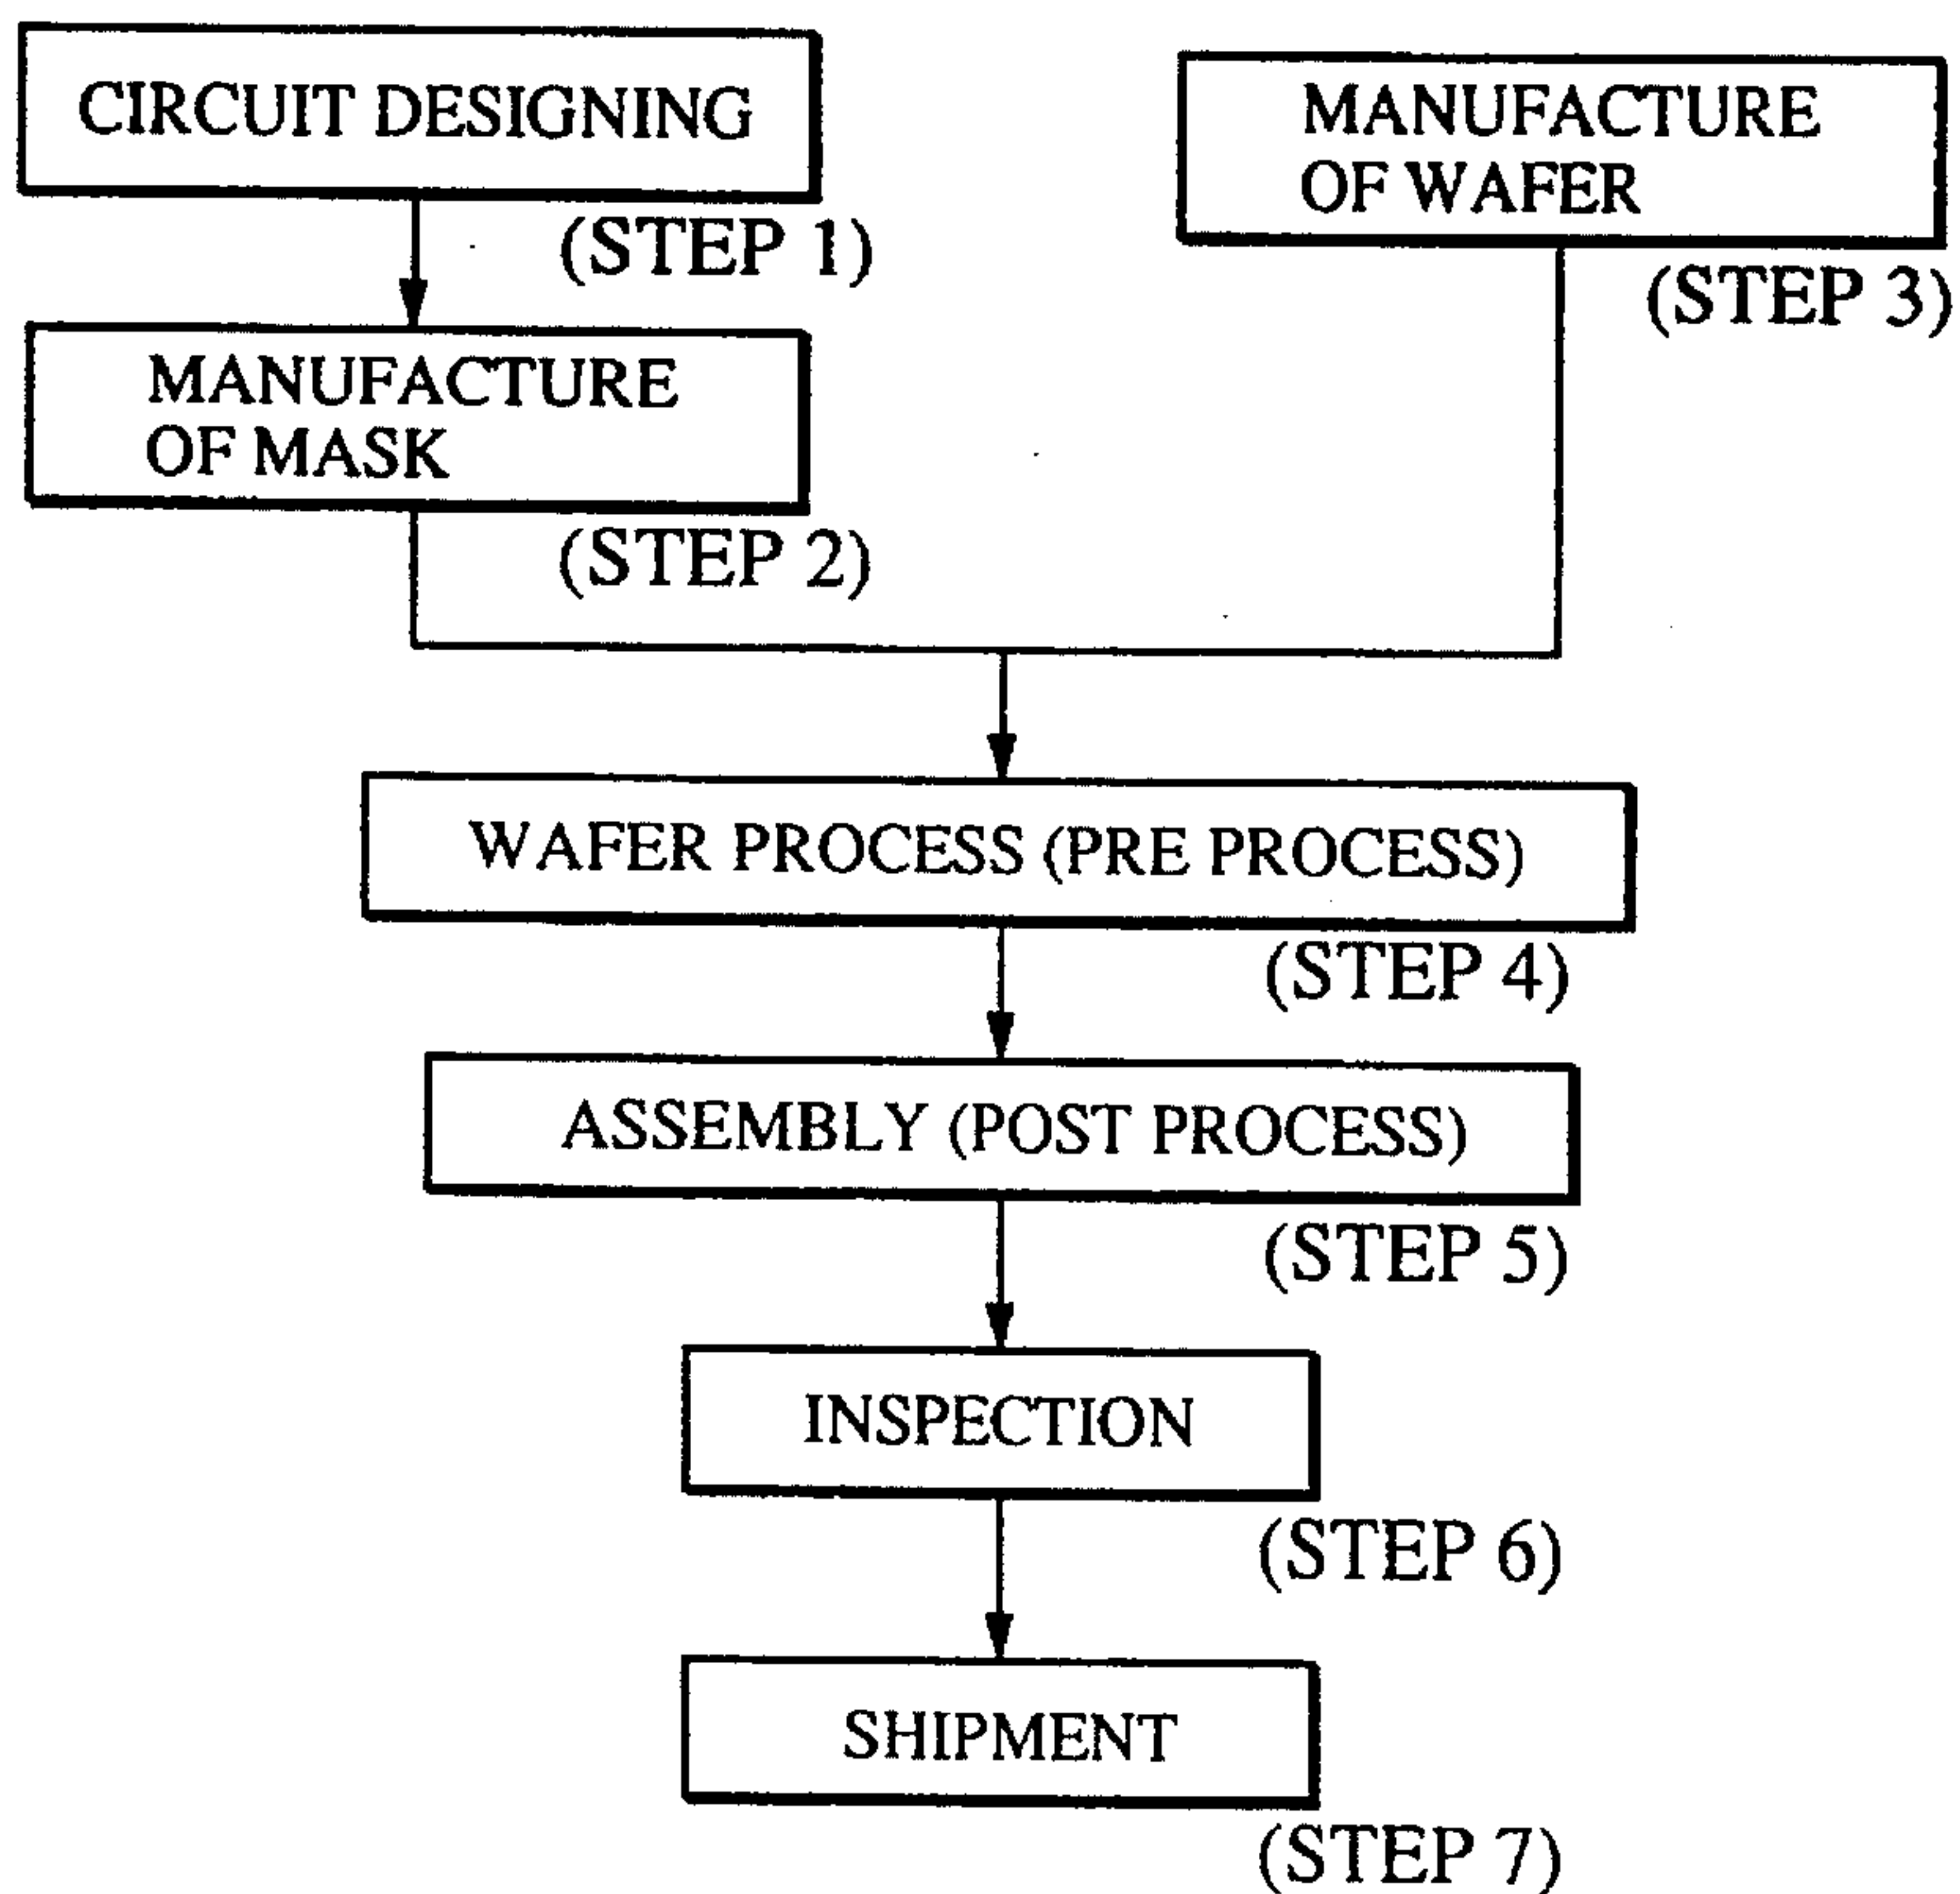 CIRCUIT DESIGNING
(STEP 1)
MANUFACTURE
OF MASK
(STEP 2)
MANUFACTURE
OF WAFER
(STEP 3)
WAFER PROCESS (PRE PROCESS)
(STEP 4)
ASSEMBLY (POST PROCESS)
(STEP 5)
INSPECTION
(STEP 6)
SHIPMENT
(STEP 7)